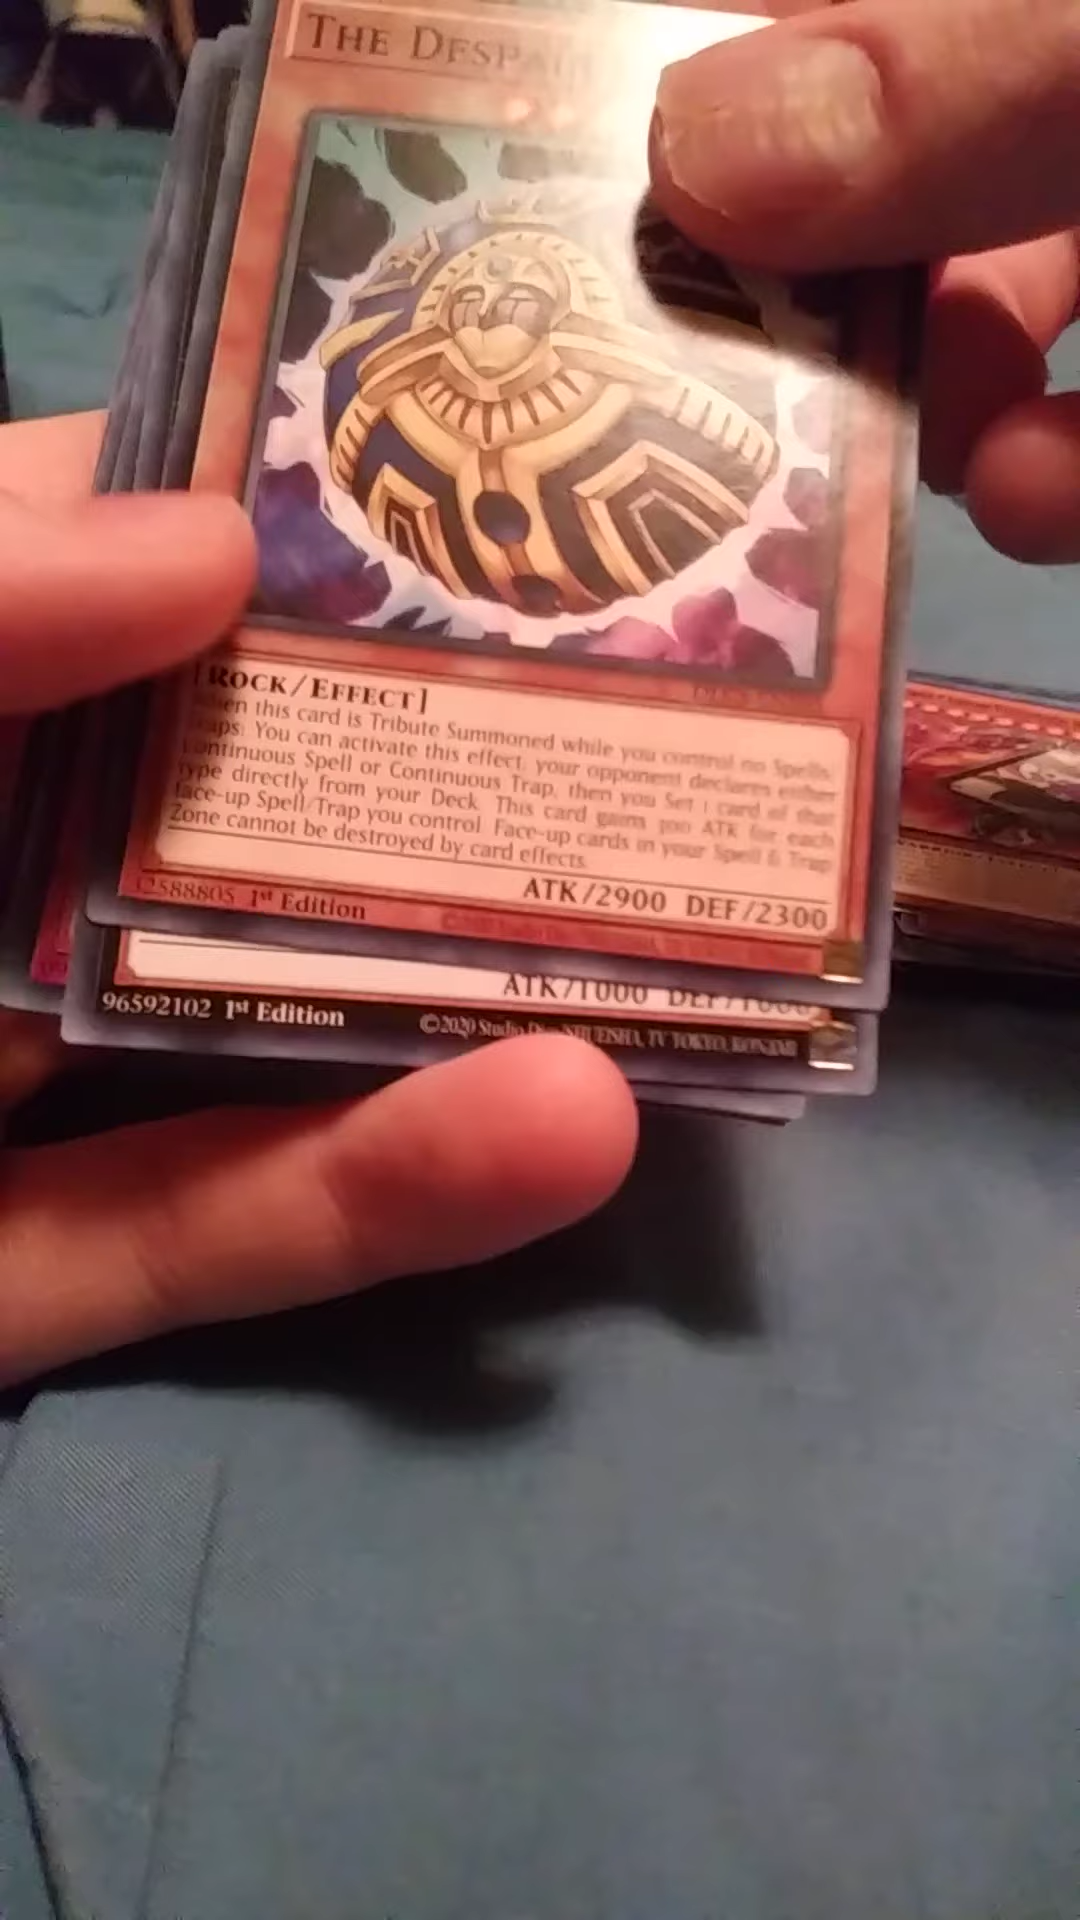 THE DESPAI
[ROCK/EFFECT]
en this card is Tribute Summoned while you control no Spells/
Traps: You can activate this effect; your opponent declares either
Continuous Spell or Continuous Trap, then you Set 1 card of that
type directly from your Deck. This card gains 300 ATK for each
face-up Spell/Trap you control. Face-up cards in your Spell & Trap
Zone cannot be destroyed by card effects.
ATK/2900 DEF/2300
2588805 1st Edition
ATK/1000 DEF/1000
96592102 1st Edition ©2020 Studio Dice/SHUEISHA, TV TOKYO, KONAMI